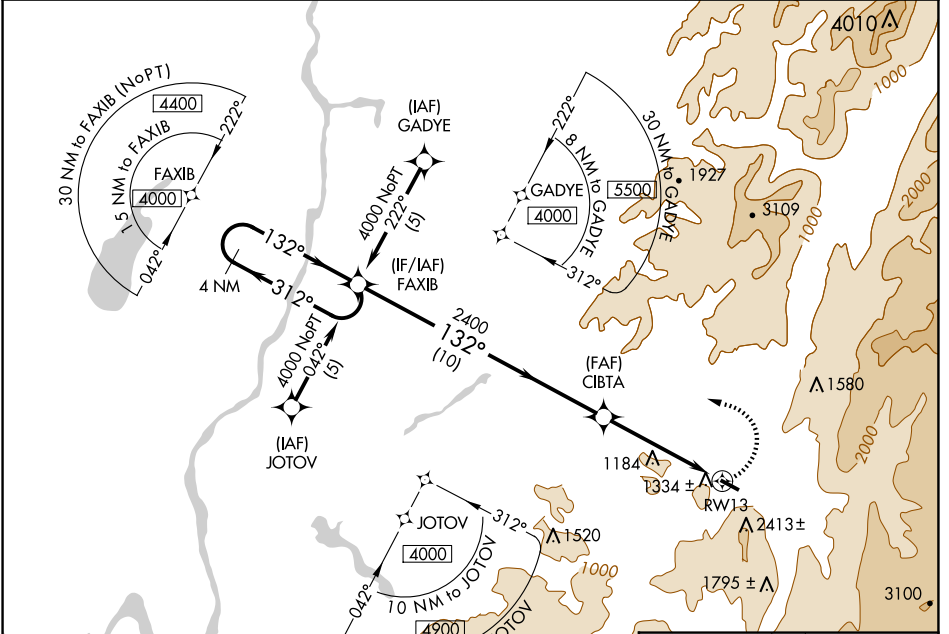 4010
1000
30 NM to FAXIB (NoPT)
4400
222°
15 NM to FAXIB
FAXIB
4000
042°
(IAF)
GADYE
4000 NoPT
222°
(5)
222°
30 NM to GADYE
8 NM to GADYE
GADYE
5500
4000
312°
1927
3109
1000
2000
132°
4 NM
312°
(IF/IAF)
FAXIB
4000 NoPT
042°
(5)
(IAF)
JOTOV
2400
132°
(10)
(FAF)
CIBTA
1580
2000
1184
1334 ±
RW13
2413±
1795 ±
3100
1520
1000
312°
JOTOV
4000
042°
10 NM to JOTOV
4900
OTOV